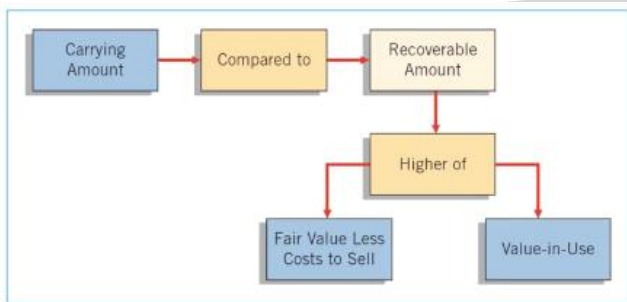 Carrying
Amount
Compared to
Recoverable
Amount
Higher of
Fair Value Less
Costs to Sell
Value-in-Use